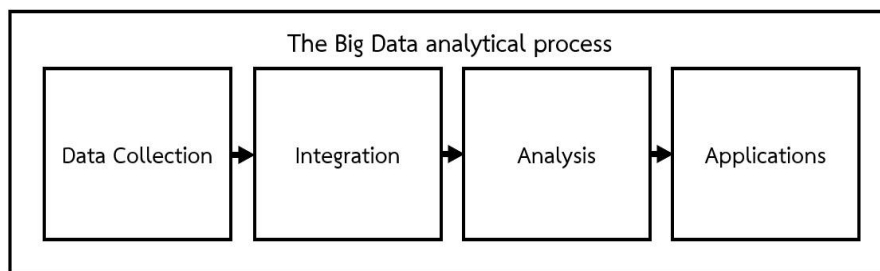 The Big Data analytical process
Data Collection
Integration
Analysis
Applications